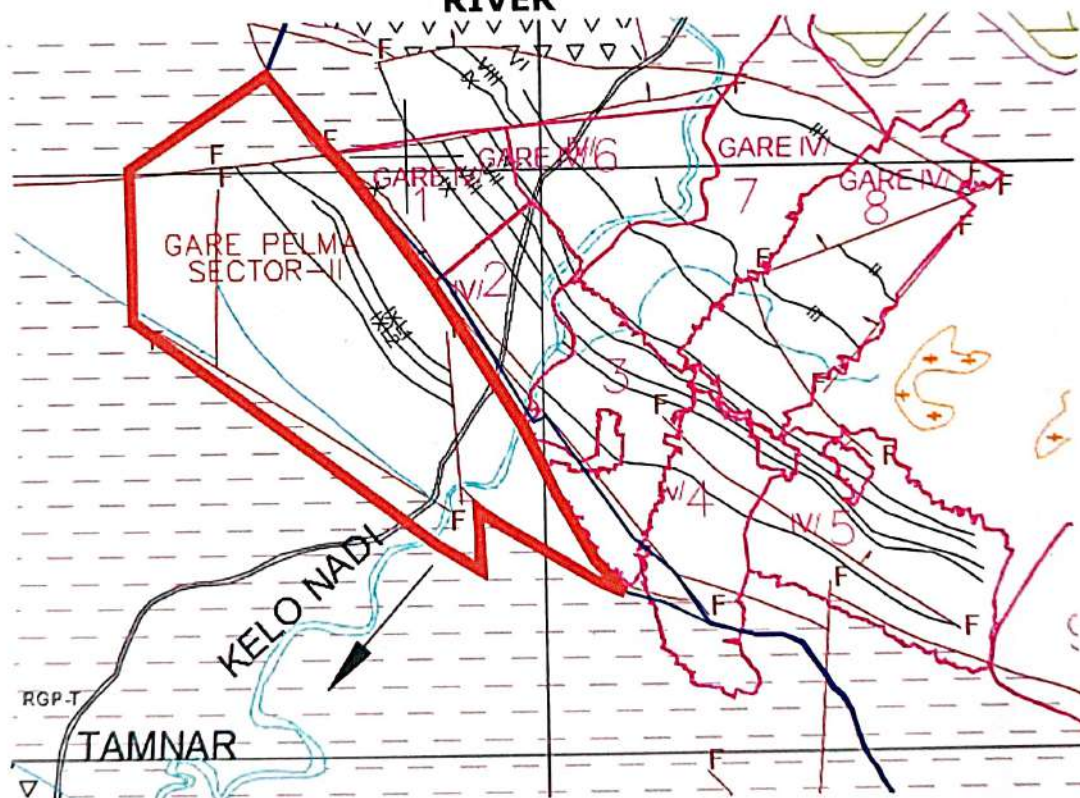 RIVER
F
VI
F
F
F
GARE IV/6
GARE IV/
GARE IV/
1
7
GARE IV/
8
F
F
F
F
GARE PELMA
SECTOR-II
IV/2
F
3
F
F
F
IV/4
IV/5
F
F
F
F
KELO NADI
RGP-T
TAMNAR
F